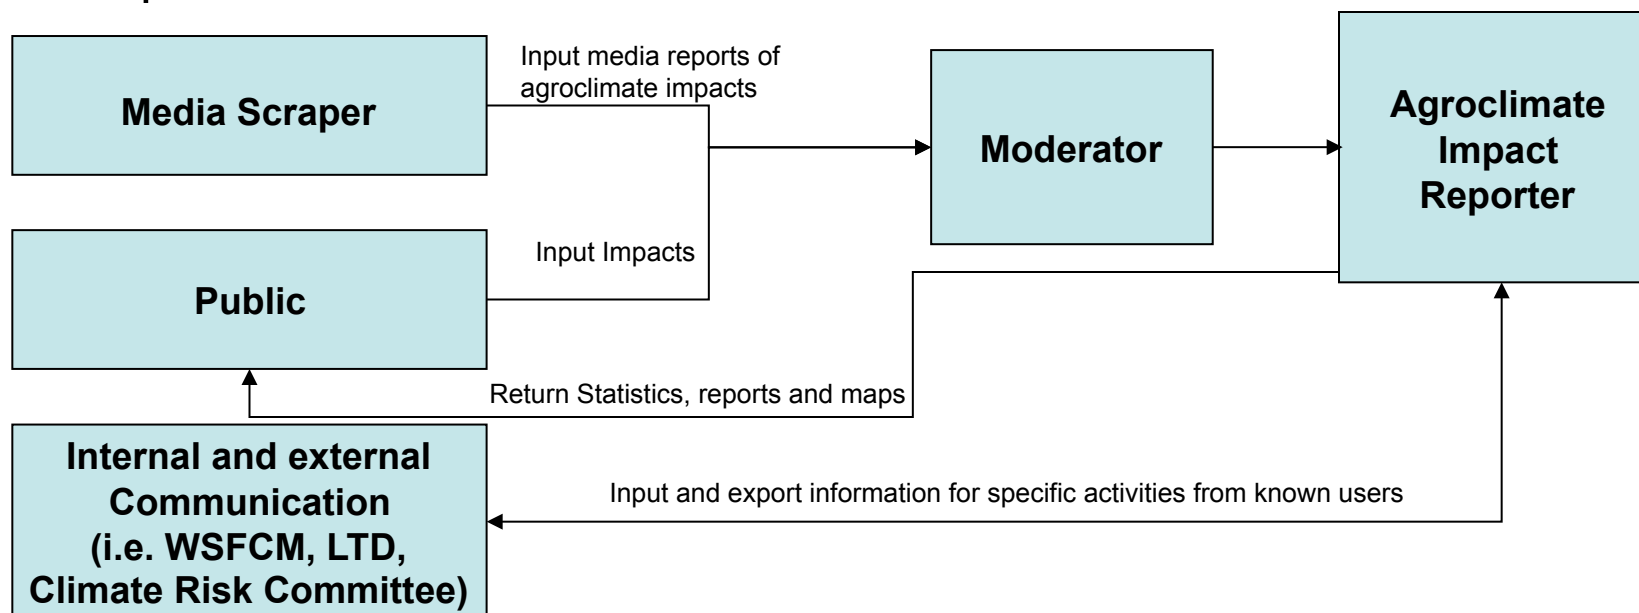 Media Scraper
Input media reports of
agroclimate impacts
Moderator
Agroclimate
Impact
Reporter
Public
Input Impacts
Return Statistics, reports and maps
Internal and external
Communication
(i.e. WSFCM, LTD,
Climate Risk Committee)
Input and export information for specific activities from known users